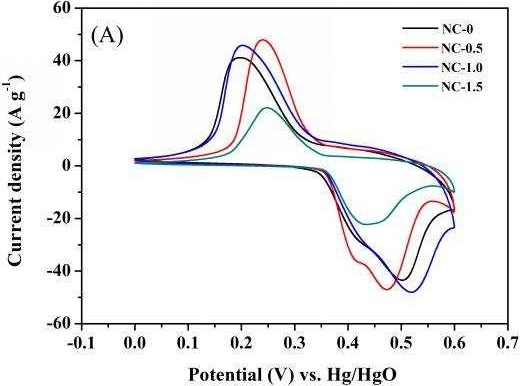 (A)
NC-0
NC-0.5
NC-1.0
NC-1.5
Current density (A g⁻¹)
60
40
20
0
-20
-40
-60
-0.1 0.0 0.1 0.2 0.3 0.4 0.5 0.6 0.7
Potential (V) vs. Hg/HgO